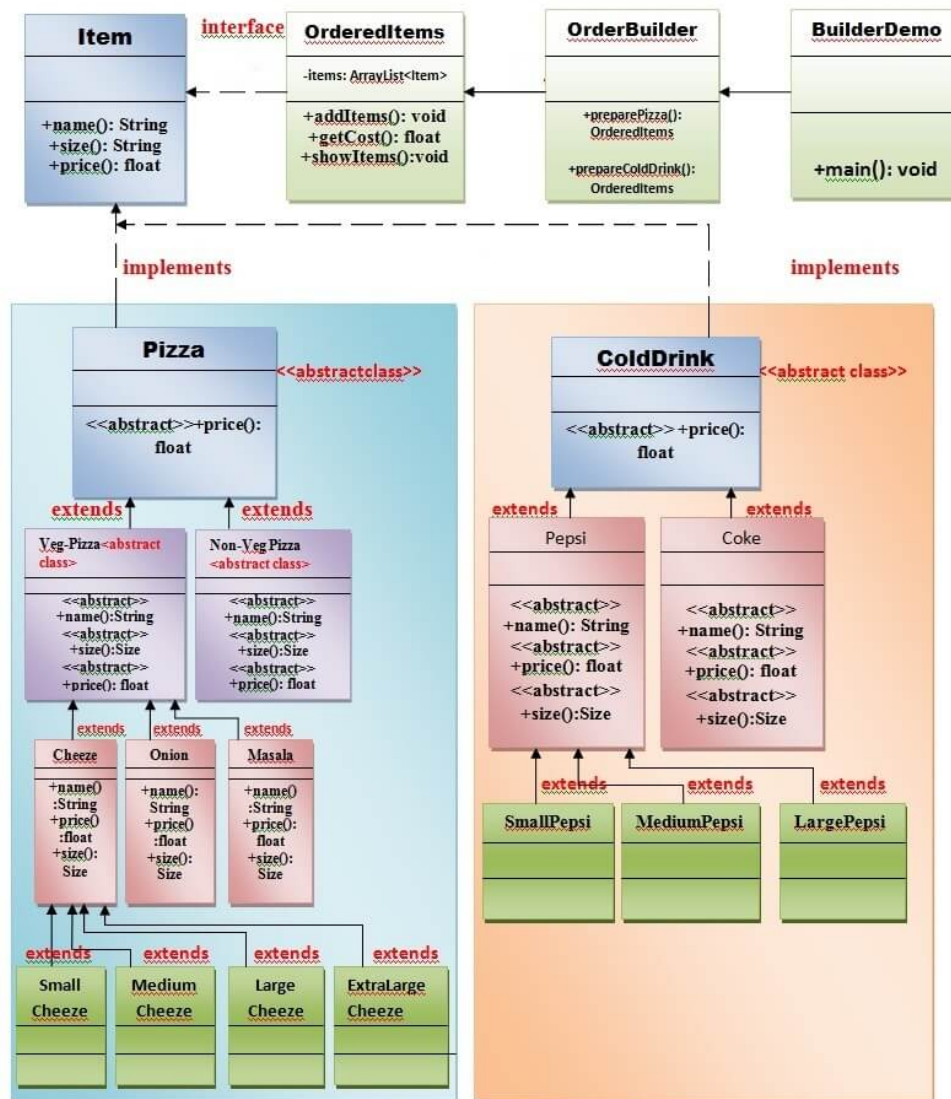 Item
+name(): String
+size(): String
+price(): float
interface
OrderedItems
-items: ArrayList<Item>
+addItems(): void
+getCost(): float
+showItems():void
OrderBuilder
+preparePizza():
OrderedItems
+prepareColdDrink():
OrderedItems
BuilderDemo
+main(): void
implements
implements
Pizza
<<abstractclass>>
<<abstract>>+price():
float
extends
extends
Veg-Pizza<abstract
class>
<<abstract>>
+name():String
<<abstract>>
+size():Size
<<abstract>>
+price(): float
Non-Veg Pizza
<abstract class>
<<abstract>>
+name():String
<<abstract>>
+size():Size
<<abstract>>
+price(): float
extends
extends
extends
Cheeze
+name()
:String
+price()
:float
+size():
Size
Onion
+name():
String
+price()
:float
+size():
Size
Masala
+name()
:String
+price():
float
+size():
Size
extends
extends
extends
extends
Small
Cheeze
Medium
Cheeze
Large
Cheeze
ExtraLarge
Cheeze
ColdDrink
<<abstract class>>
<<abstract>> +price():
float
extends
extends
Pepsi
<<abstract>>
+name(): String
<<abstract>>
+price(): float
<<abstract>>
+size():Size
Coke
<<abstract>>
+name(): String
<<abstract>>
+price(): float
<<abstract>>
+size():Size
extends
extends
extends
SmallPepsi
MediumPepsi
LargePepsi